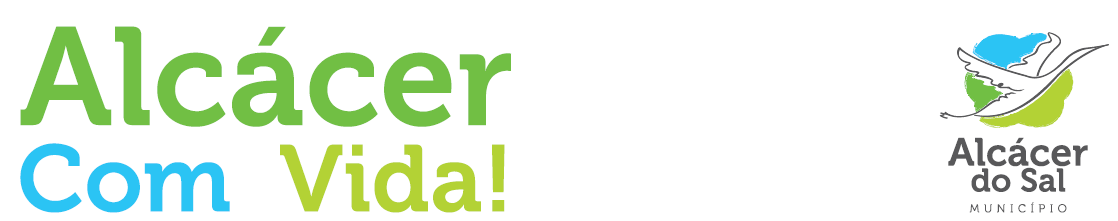 Alcácer
Com Vida!
Alcácer
do Sal
MUNICÍPIO